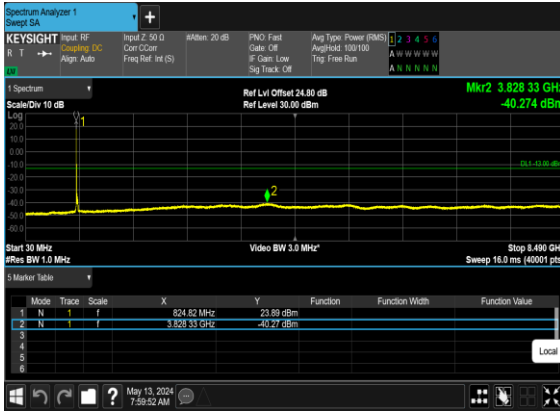 Spectrum Analyzer 1
Swept SA
+
KEYSIGHT Input: RF Input Z: 50 Ω #Atten: 20 dB PNO: Fast Avg Type: Power (RMS) 1 2 3 4 5 6
R T Coupling: DC Corr CCorr Gate: Off Avg|Hold: 100/100 A W W W W W
Align: Auto Freq Ref: Int (S) IF Gain: Low Trig: Free Run
Sig Track: Off A N N N N N
1 Spectrum Ref Lvl Offset 24.80 dB Mkr2 3.828 33 GHz
Scale/Div 10 dB Ref Level 30.00 dBm -40.274 dBm
Log
20.0 1
10.0
0.00
-10.0 DL1 -13.00 dBm
-20.0
-30.0 2
-40.0
-50.0
-60.0
Start 30 MHz Video BW 3.0 MHz* Stop 8.490 GH
#Res BW 1.0 MHz Sweep 16.0 ms (40001 pts
5 Marker Table
Mode Trace Scale X Y Function Function Width Function Value
1 N 1 f 824.82 MHz 23.89 dBm
2 N 1 f 3.828 33 GHz -40.27 dBm
3
4
5
6
Local
? May 13, 2024
7:59:52 AM